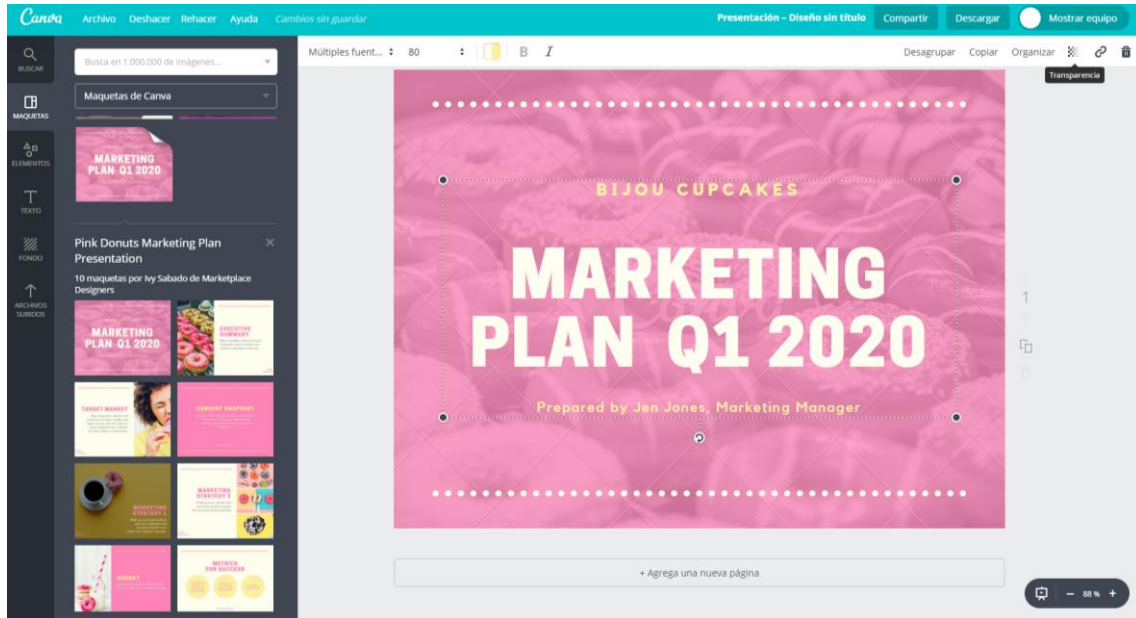 Canva Archivo Deshacer Rehacer Ayuda Cambios sin guardar Presentación – Diseño sin título Compartir Descargar Mostrar equipo
BUSCAR
MAQUETAS
ELEMENTOS
TEXTO
FONDO
ARCHIVOS
SUBIDOS
Busca en 1.000.000 de imágenes...
Maquetas de Canva
MARKETING
PLAN Q1 2020
Pink Donuts Marketing Plan
Presentation
10 maquetas por Ivy Sabado de Marketplace
Designers
MARKETING
PLAN Q1 2020
EXECUTIVE
SUMMARY
TARGET MARKET
CURRENT SNAPSHOT
MARKETING
STRATEGY 1
MARKETING
STRATEGY 2
BUDGET
METRICS
FOR SUCCESS
Múltiples fuent... 80 B I Desagrupar Copiar Organizar
Transparencia
BIJOU CUPCAKES
MARKETING
PLAN Q1 2020
Prepared by Jen Jones, Marketing Manager
1
+ Agrega una nueva página
− 88 % +